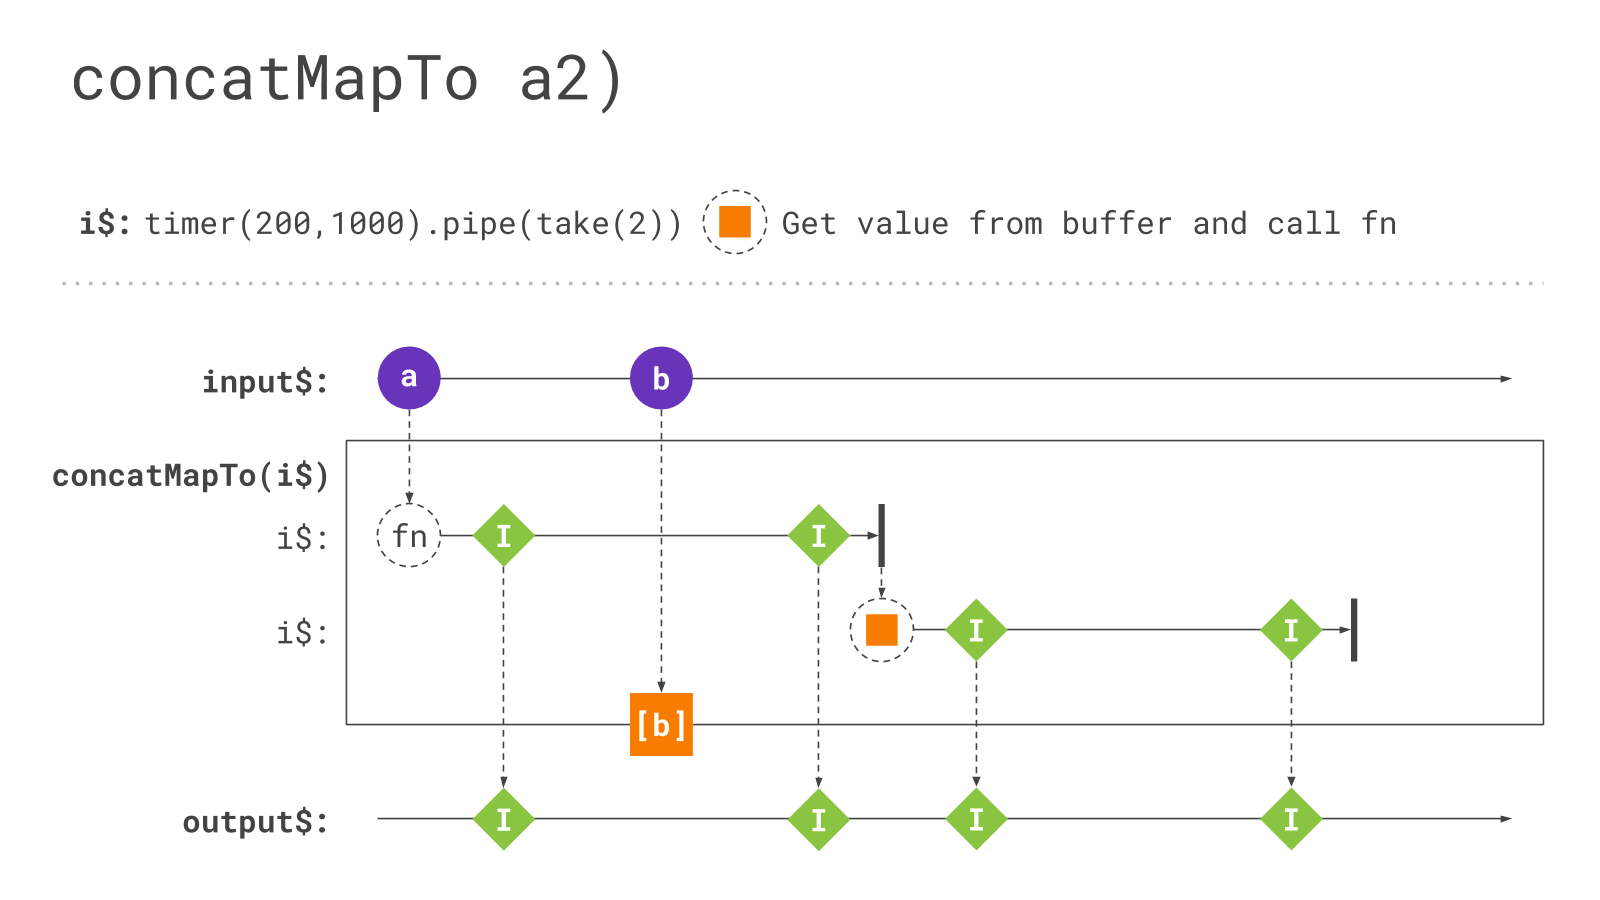 concatMapTo a2)
i$: timer(200,1000).pipe(take(2)) Get value from buffer and call fn
input$: a b
concatMapTo(i$)
i$: fn I I
i$: I I
[b]
output$: I I I I